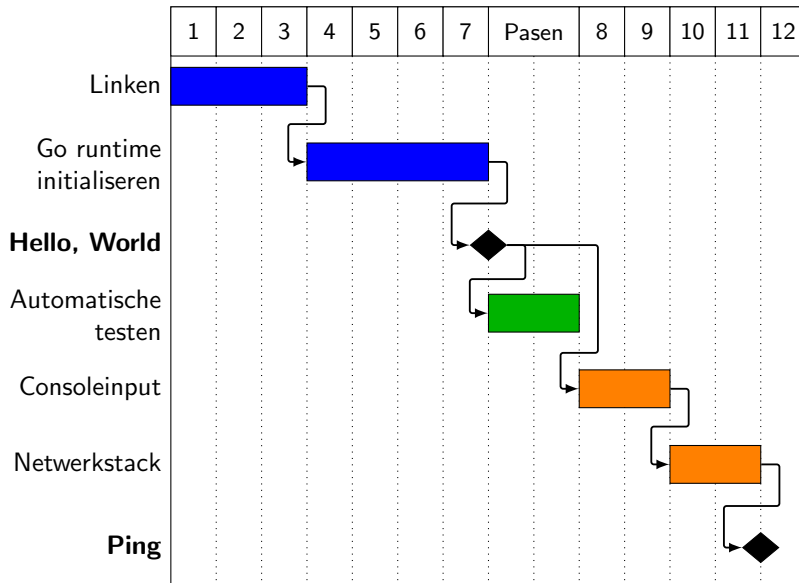 1 2 3 4 5 6 7 Pasen 8 9 10 11 12
Linken
Go runtime
initialiseren
Hello, World
Automatische
testen
Consoleinput
Netwerkstack
Ping